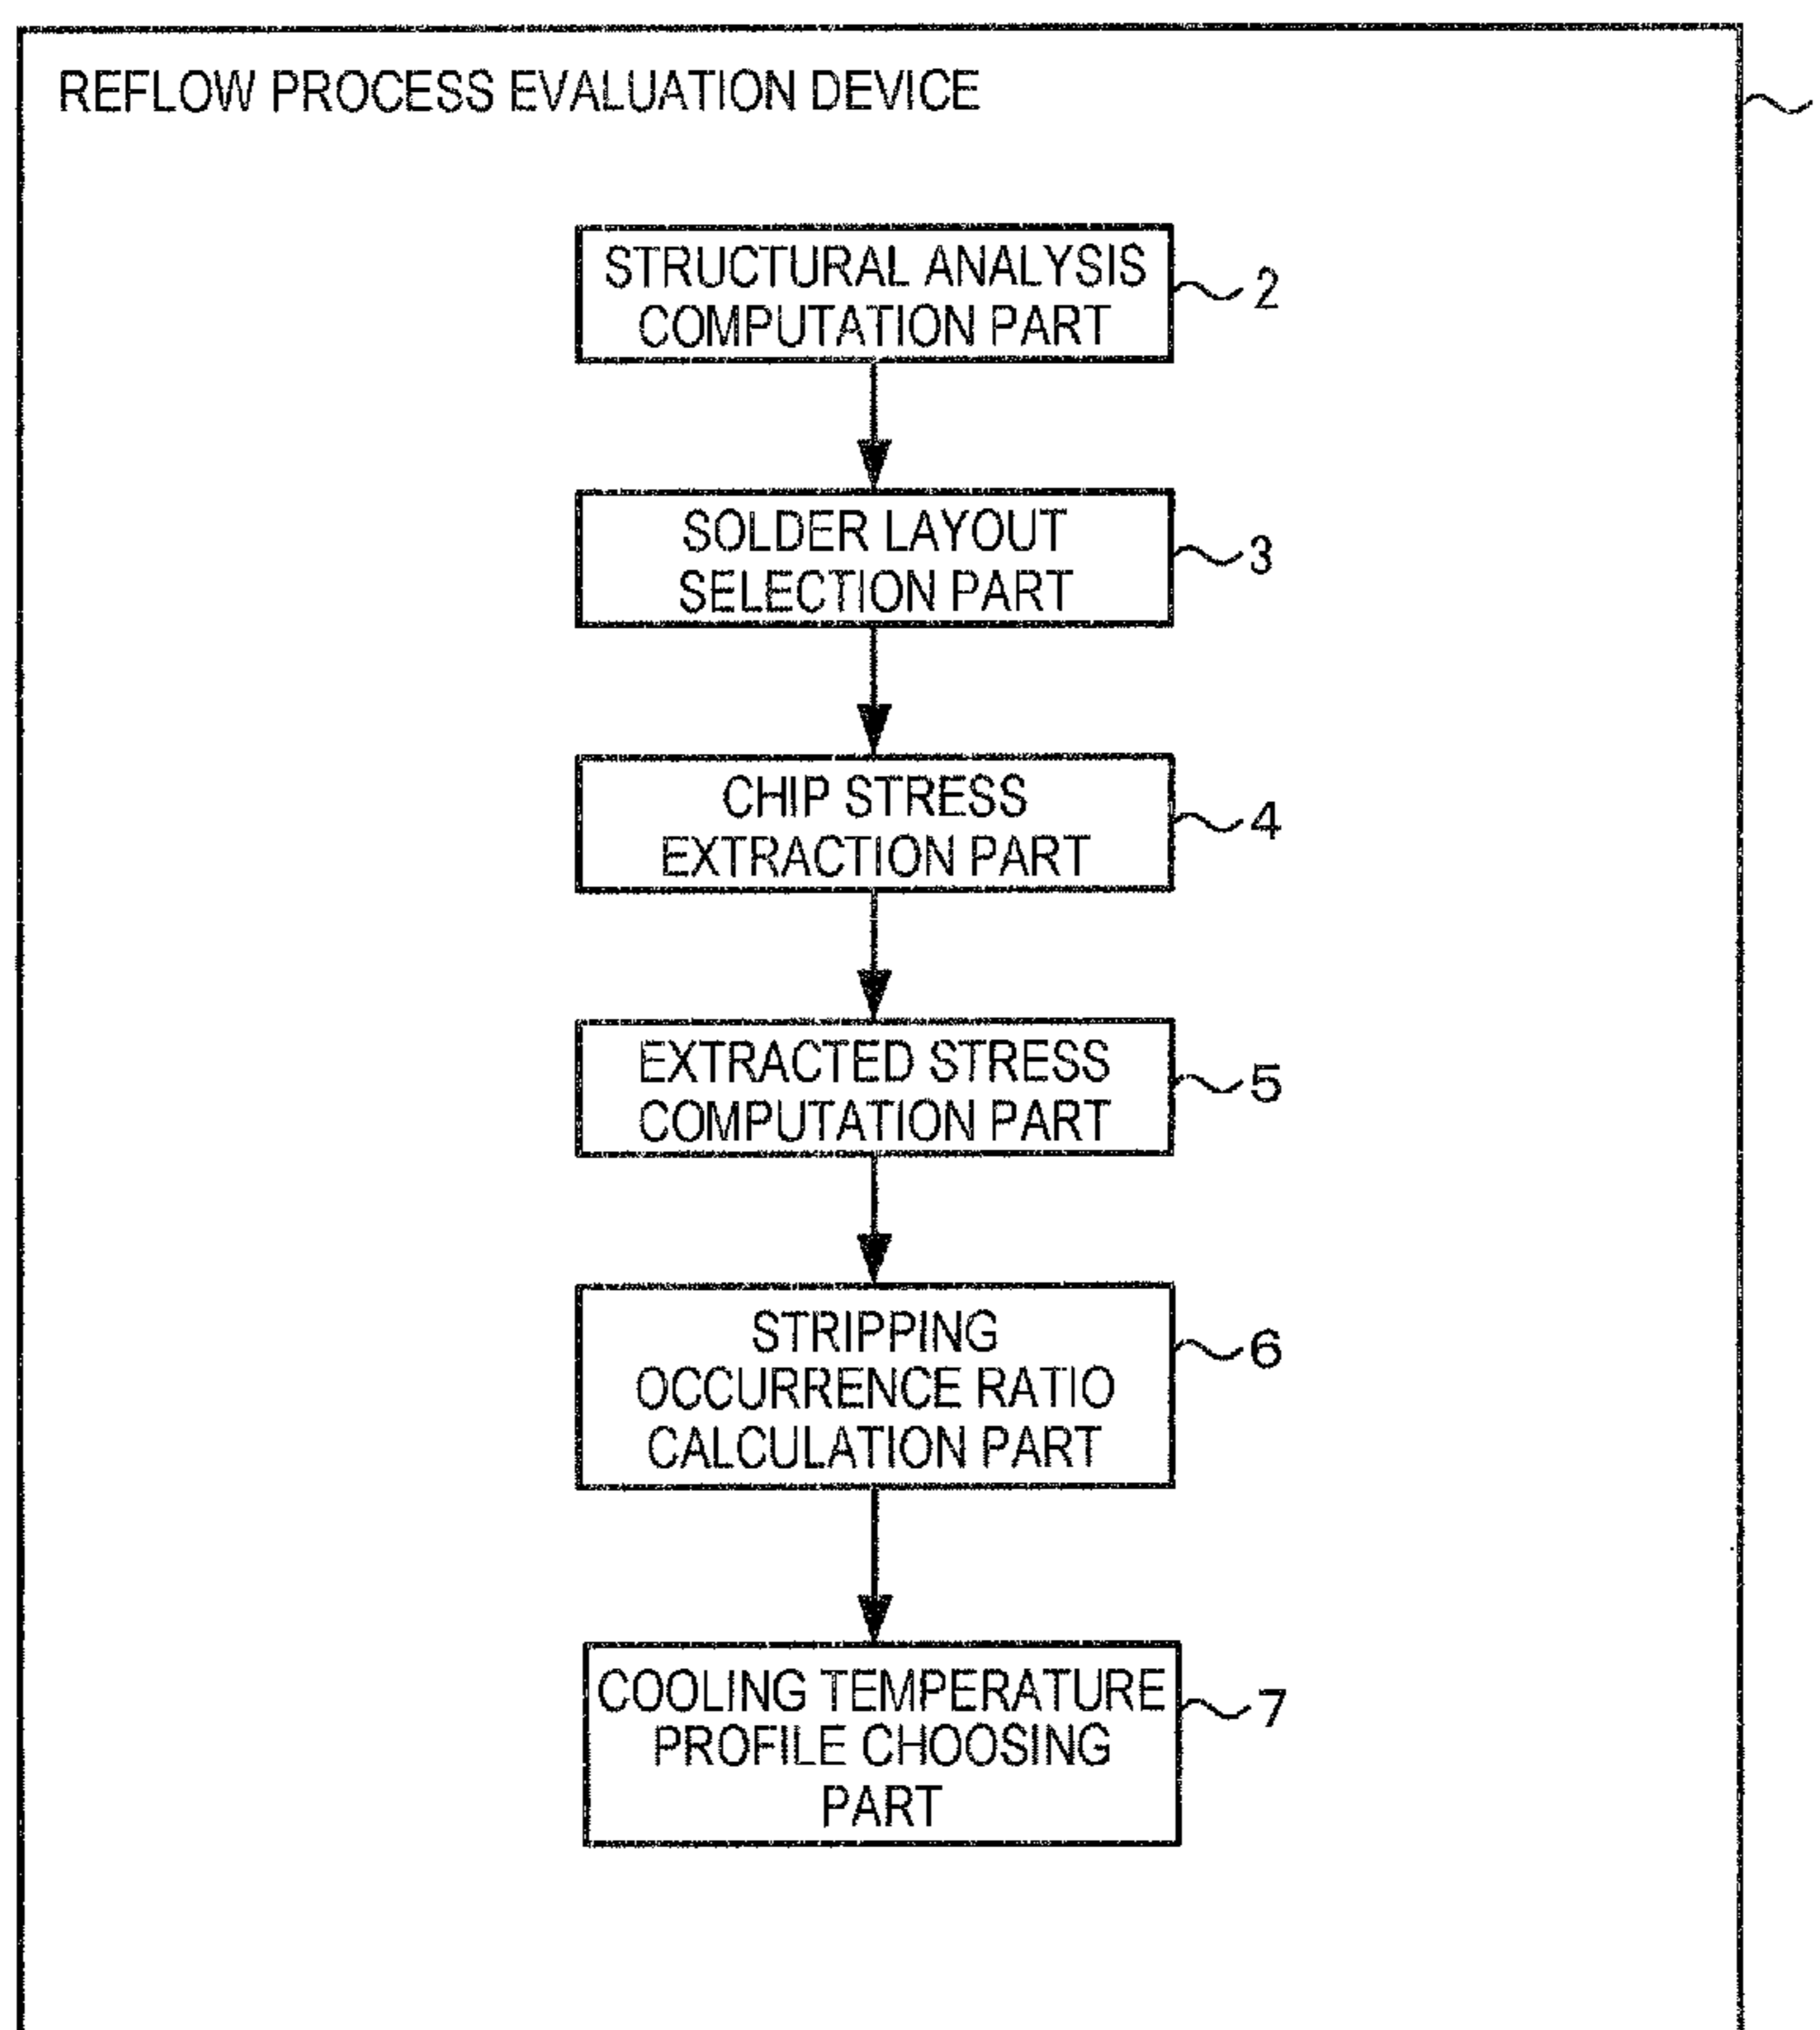 REFLOW PROCESS EVALUATION DEVICE
STRUCTURAL ANALYSIS
COMPUTATION PART
2
SOLDER LAYOUT
SELECTION PART
3
CHIP STRESS
EXTRACTION PART
4
EXTRACTED STRESS
COMPUTATION PART
5
STRIPPING
OCCURRENCE RATIO
CALCULATION PART
6
COOLING TEMPERATURE
PROFILE CHOOSING
PART
7